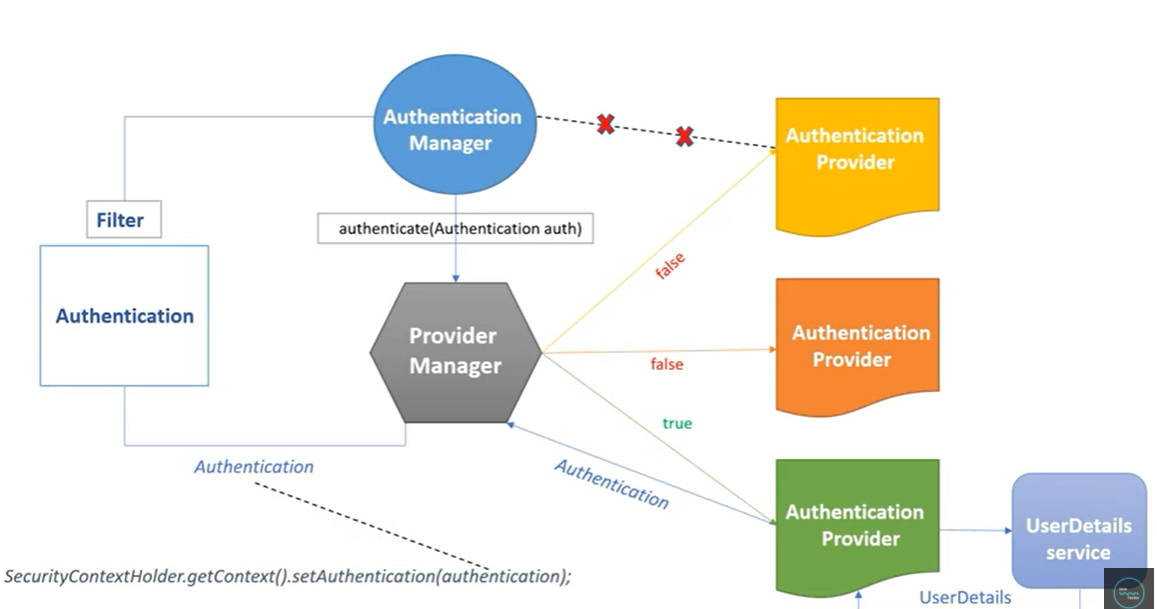 Authentication
Manager
Authentication
Provider
Filter
authenticate(Authentication auth)
Authentication
false
Provider
Manager
Authentication
Provider
false
true
Authentication
Authentication
Authentication
Provider
UserDetails
service
SecurityContextHolder.getContext().setAuthentication(authentication);
UserDetails